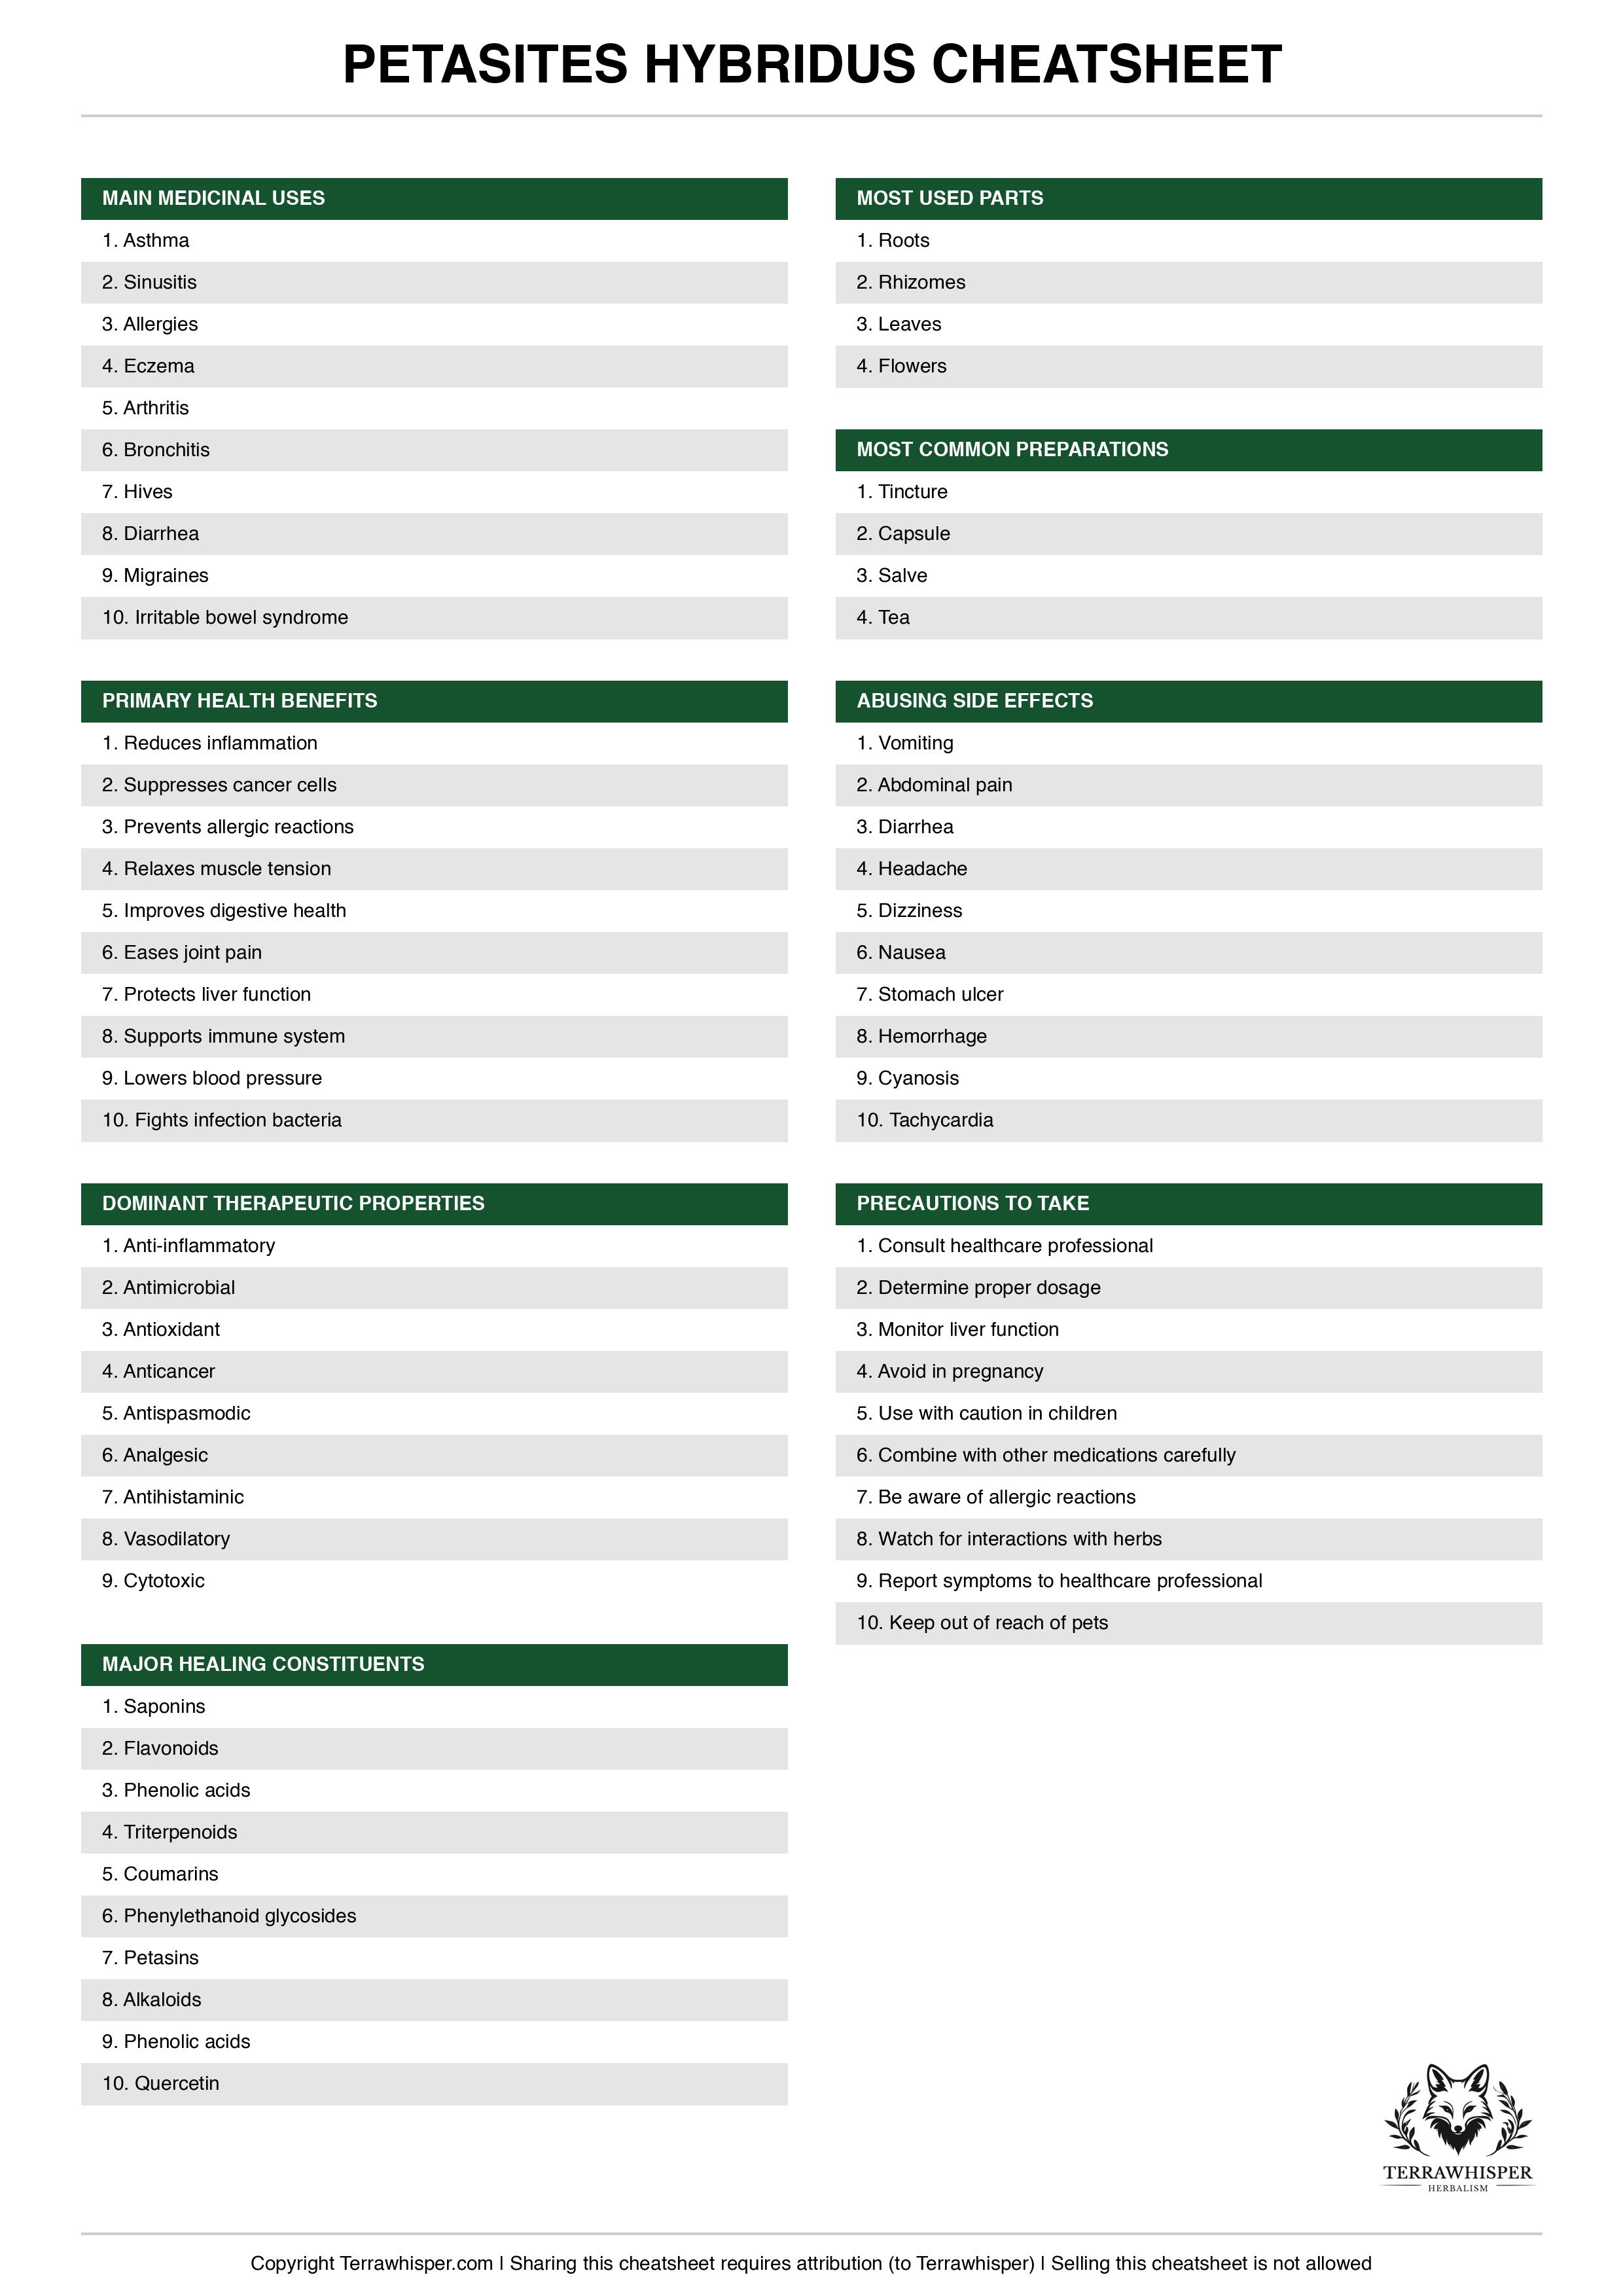 PETASITES HYBRIDUS CHEATSHEET
MAIN MEDICINAL USES
1. Asthma
2. Sinusitis
3. Allergies
4. Eczema
5. Arthritis
6. Bronchitis
7. Hives
8. Diarrhea
9. Migraines
10. Irritable bowel syndrome
PRIMARY HEALTH BENEFITS
1. Reduces inflammation
2. Suppresses cancer cells
3. Prevents allergic reactions
4. Relaxes muscle tension
5. Improves digestive health
6. Eases joint pain
7. Protects liver function
8. Supports immune system
9. Lowers blood pressure
10. Fights infection bacteria
DOMINANT THERAPEUTIC PROPERTIES
1. Anti-inflammatory
2. Antimicrobial
3. Antioxidant
4. Anticancer
5. Antispasmodic
6. Analgesic
7. Antihistaminic
8. Vasodilatory
9. Cytotoxic
MAJOR HEALING CONSTITUENTS
1. Saponins
2. Flavonoids
3. Phenolic acids
4. Triterpenoids
5. Coumarins
6. Phenylethanoid glycosides
7. Petasins
8. Alkaloids
9. Phenolic acids
10. Quercetin
MOST USED PARTS
1. Roots
2. Rhizomes
3. Leaves
4. Flowers
MOST COMMON PREPARATIONS
1. Tincture
2. Capsule
3. Salve
4. Tea
ABUSING SIDE EFFECTS
1. Vomiting
2. Abdominal pain
3. Diarrhea
4. Headache
5. Dizziness
6. Nausea
7. Stomach ulcer
8. Hemorrhage
9. Cyanosis
10. Tachycardia
PRECAUTIONS TO TAKE
1. Consult healthcare professional
2. Determine proper dosage
3. Monitor liver function
4. Avoid in pregnancy
5. Use with caution in children
6. Combine with other medications carefully
7. Be aware of allergic reactions
8. Watch for interactions with herbs
9. Report symptoms to healthcare professional
10. Keep out of reach of pets
TERRAWHISPER
HERBALISM
Copyright Terrawhisper.com | Sharing this cheatsheet requires attribution (to Terrawhisper) | Selling this cheatsheet is not allowed